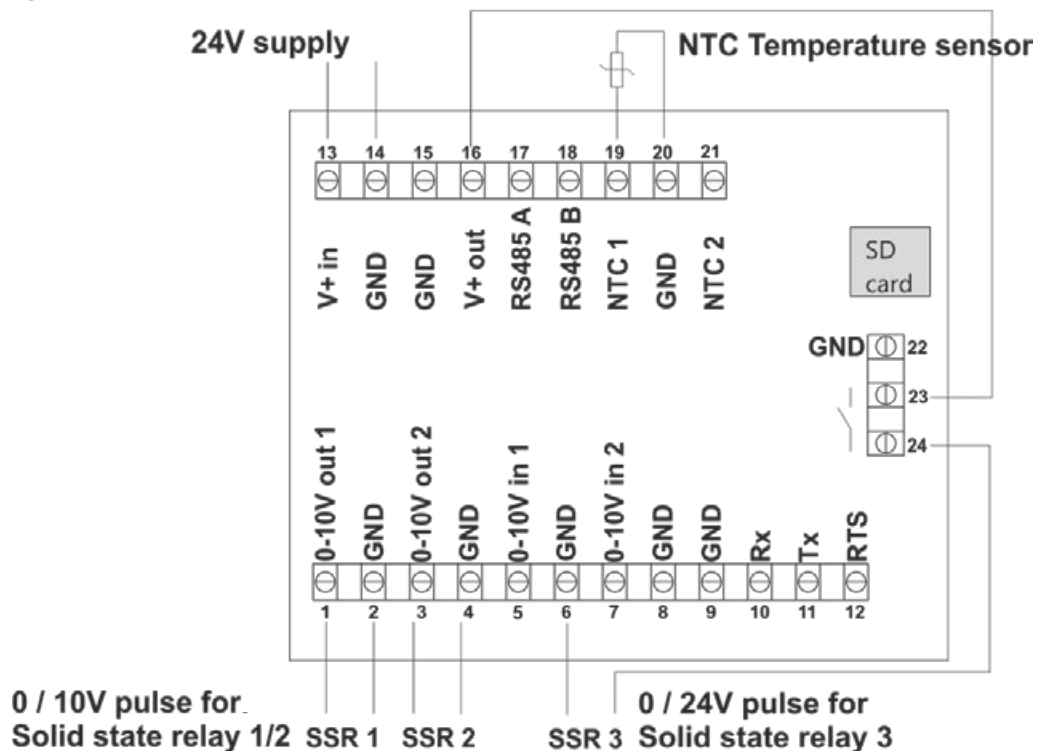 24V supply
NTC Temperature sensor
13 14 15 16 17 18 19 20 21
V+ in
GND
GND
V+ out
RS485 A
RS485 B
NTC 1
GND
NTC 2
SD
card
GND 22
23
24
0-10V out 1
GND
0-10V out 2
GND
0-10V in 1
GND
0-10V in 2
GND
GND
Rx
Tx
RTS
1 2 3 4 5 6 7 8 9 10 11 12
0 / 10V pulse for
Solid state relay 1/2
SSR 1
SSR 2
SSR 3
0 / 24V pulse for
Solid state relay 3